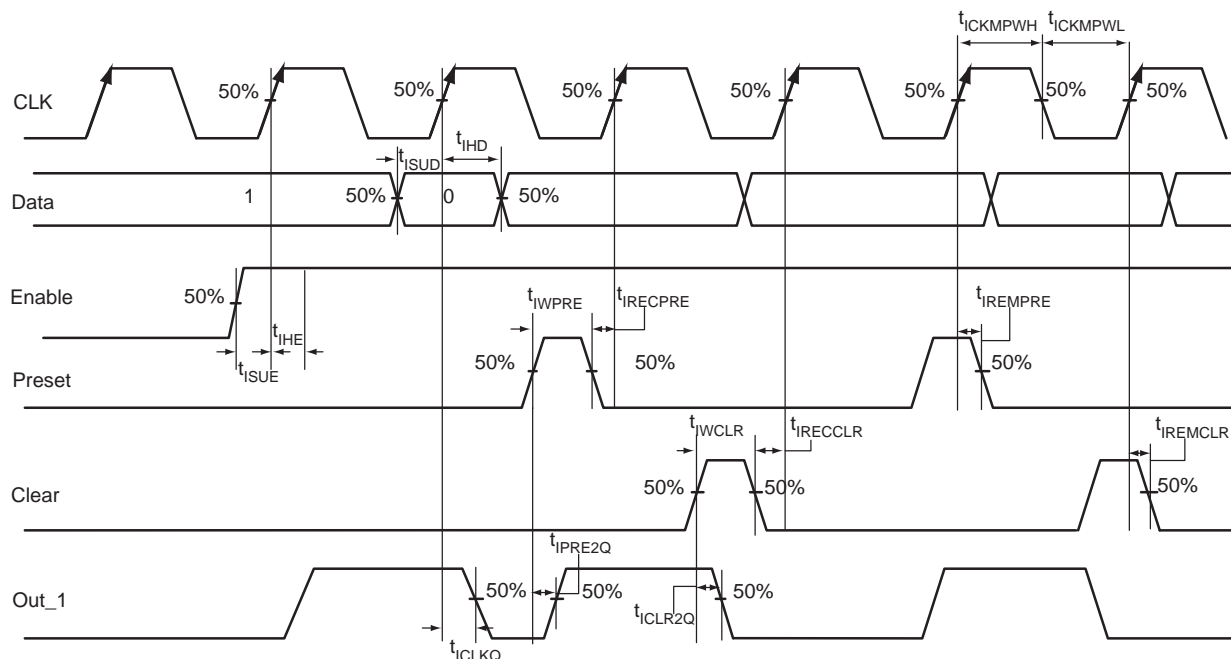 tICKMPWH tICKMPWL
CLK 50% 50% 50% 50% 50% 50% 50%
tISUD tIHD
Data 1 50% 0 50%
Enable 50%
tIHE
tISUE
tIWPRE tIRECPRE tIREMPRE
Preset 50% 50% 50%
tIWCLR tIRECCLR tIREMCLR
Clear 50% 50% 50%
tIPRE2Q
Out_1 50% 50% 50%
tICLR2Q
tICLKQ